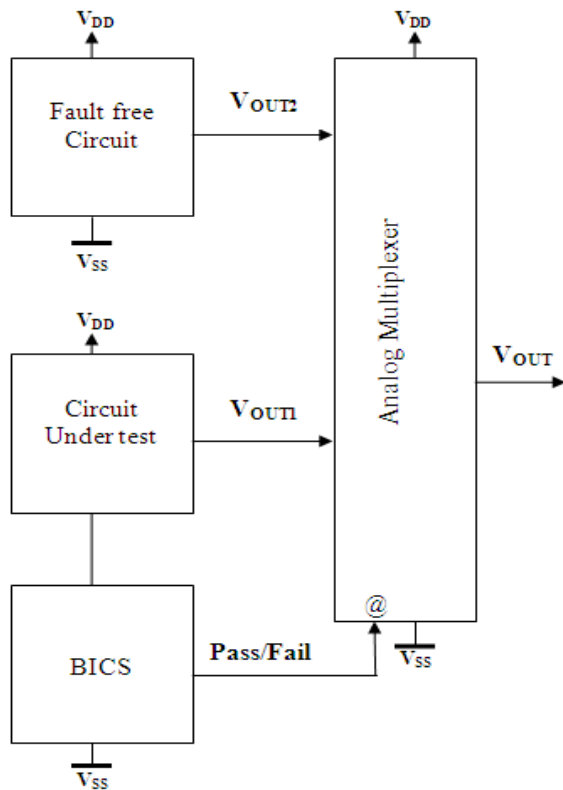 VDD
VDD
Fault free
Circuit
VOUT2
VSS
VDD
Circuit
Under test
VOUT1
Analog Multiplexer
VOUT
@
BICS
Pass/Fail
VSS
VSS